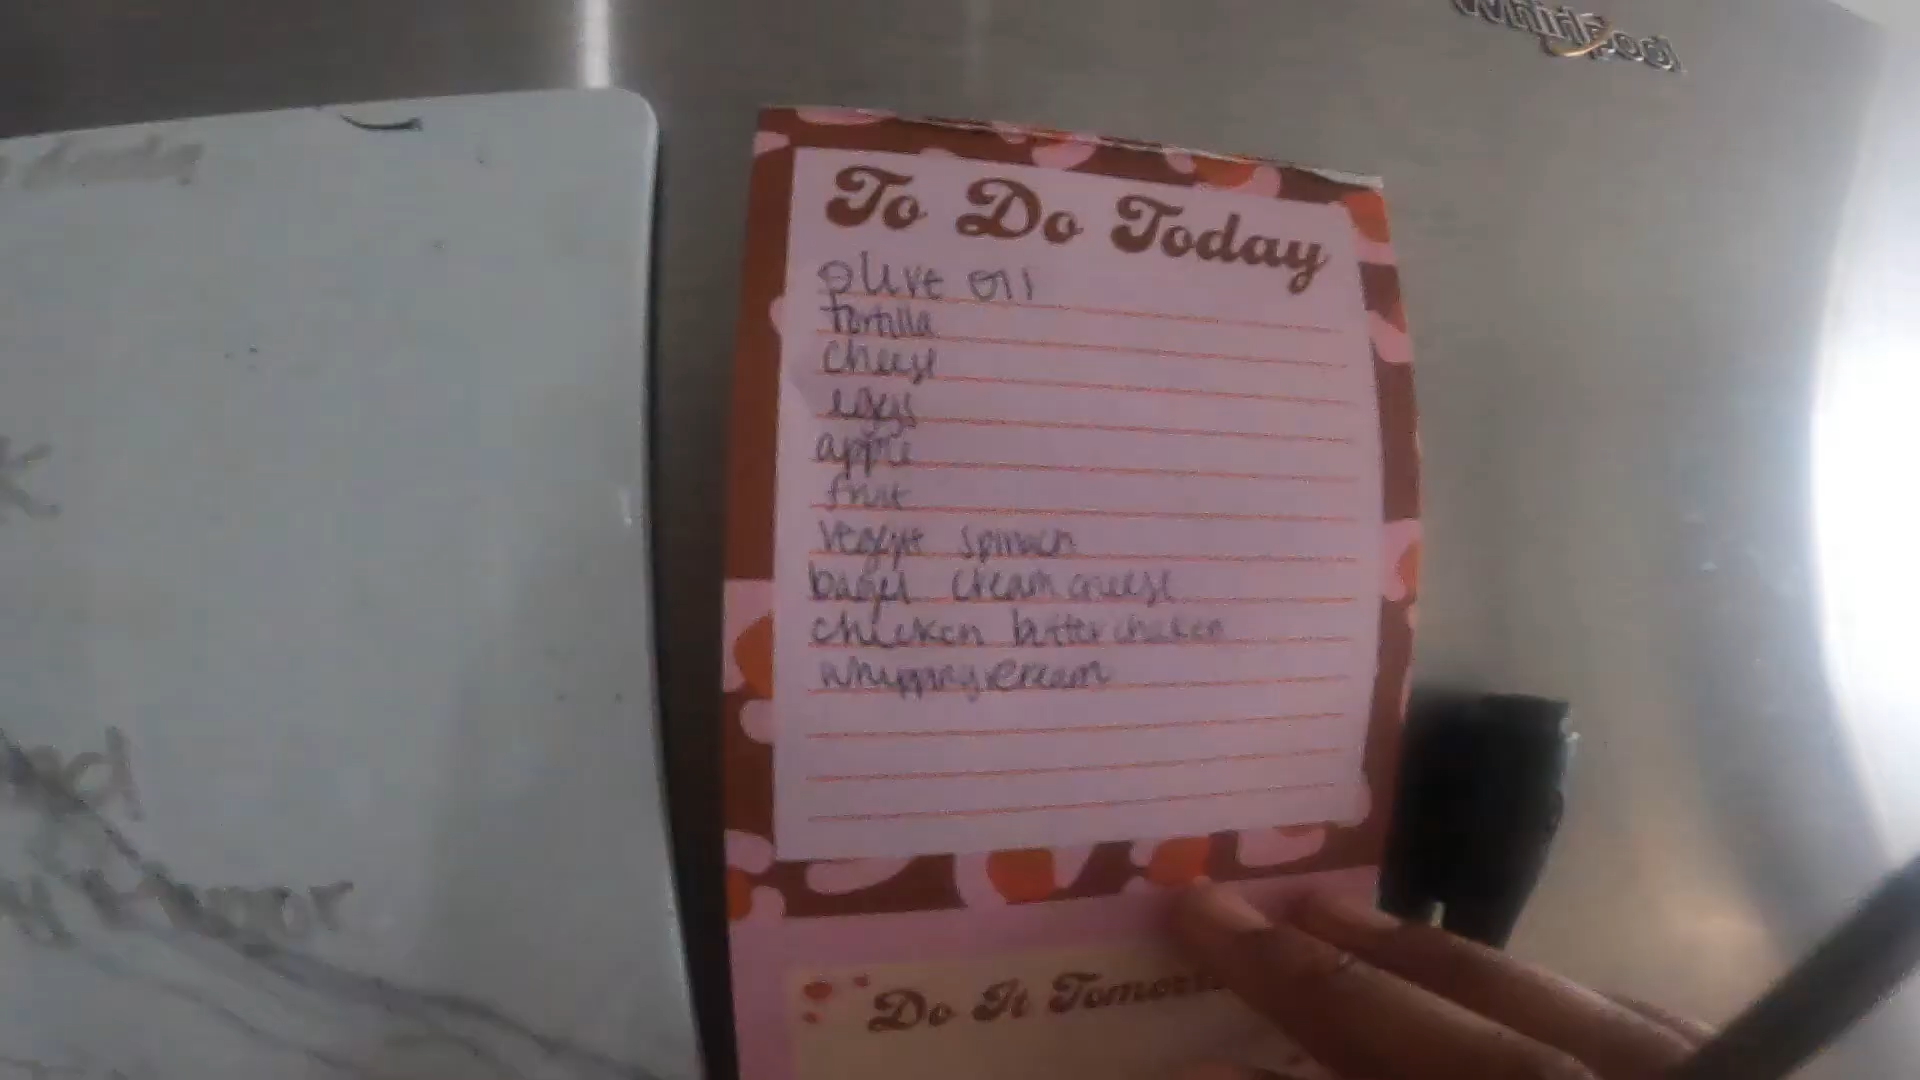 Whirlpool
To Do Today
olive oil
tortilla
cheese
eggs
apple
fruit
veggie spinach
bagel cream cheese
chicken butter chicken
whipping cream
Do It